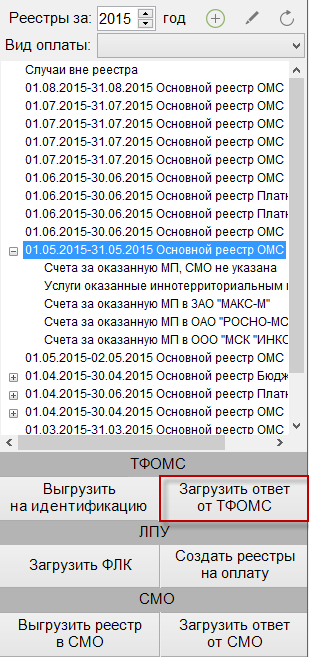 Реестры за: 2015 год
Вид оплаты:
Случаи вне реестра
01.08.2015-31.08.2015 Основной реестр ОМС
01.07.2015-31.07.2015 Основной реестр ОМС
01.07.2015-31.07.2015 Основной реестр ОМС
01.07.2015-31.07.2015 Основной реестр ОМС
01.06.2015-30.06.2015 Основной реестр ОМС
01.06.2015-30.06.2015 Основной реестр Платн
01.06.2015-30.06.2015 Основной реестр Платн
01.06.2015-30.06.2015 Основной реестр ОМС
01.06.2015-30.06.2015 Основной реестр ОМС
01.05.2015-31.05.2015 Основной реестр ОМС
Счета за оказанную МП, СМО не указана
Услуги оказанные иннотерриториальным
Счета за оказанную МП в ЗАО "МАКС-М"
Счета за оказанную МП в ОАО "РОСНО-МС
Счета за оказанную МП в ООО "МСК "ИНКО
01.05.2015-02.05.2015 Основной реестр ОМС
01.04.2015-30.04.2015 Основной реестр Бюдж
01.04.2015-30.06.2015 Основной реестр Платн
01.04.2015-30.04.2015 Основной реестр ОМС
01.03.2015-31.03.2015 Основной реестр ОМС
ТФОМС
Выгрузить на идентификацию
Загрузить ответ от ТФОМС
ЛПУ
Загрузить ФЛК
Создать реестры на оплату
СМО
Выгрузить реестр в СМО
Загрузить ответ от СМО